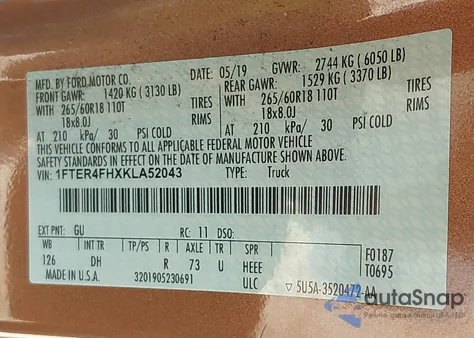 MFD. BY FORD MOTOR CO.
DATE: 05/19 GVWR: 2744 KG ( 6050 LB)
FRONT GAWR: 1420 KG ( 3130 LB) REAR GAWR: 1529 KG ( 3370 LB)
WITH 265/60R18 110T TIRES WITH 265/60R18 110T TIRES
18x8.0J RIMS 18x8.0J RIMS
AT 210 kPa/ 30 PSI COLD AT 210 kPa/ 30 PSI COLD
THIS VEHICLE CONFORMS TO ALL APPLICABLE FEDERAL MOTOR VEHICLE
SAFETY STANDARDS IN EFFECT ON THE DATE OF MANUFACTURE SHOWN ABOVE.
VIN: 1FTER4FHXKLA52043 TYPE: Truck
EXT PNT: GU RC: 11 DSO:
WB INT TR TP/PS R AXLE TR SPR
126 DH R 73 U HEEE F0187
T0695
MADE IN U.S.A. 3201905230691 ULC 5U5A-3520472-AA
autoSnap